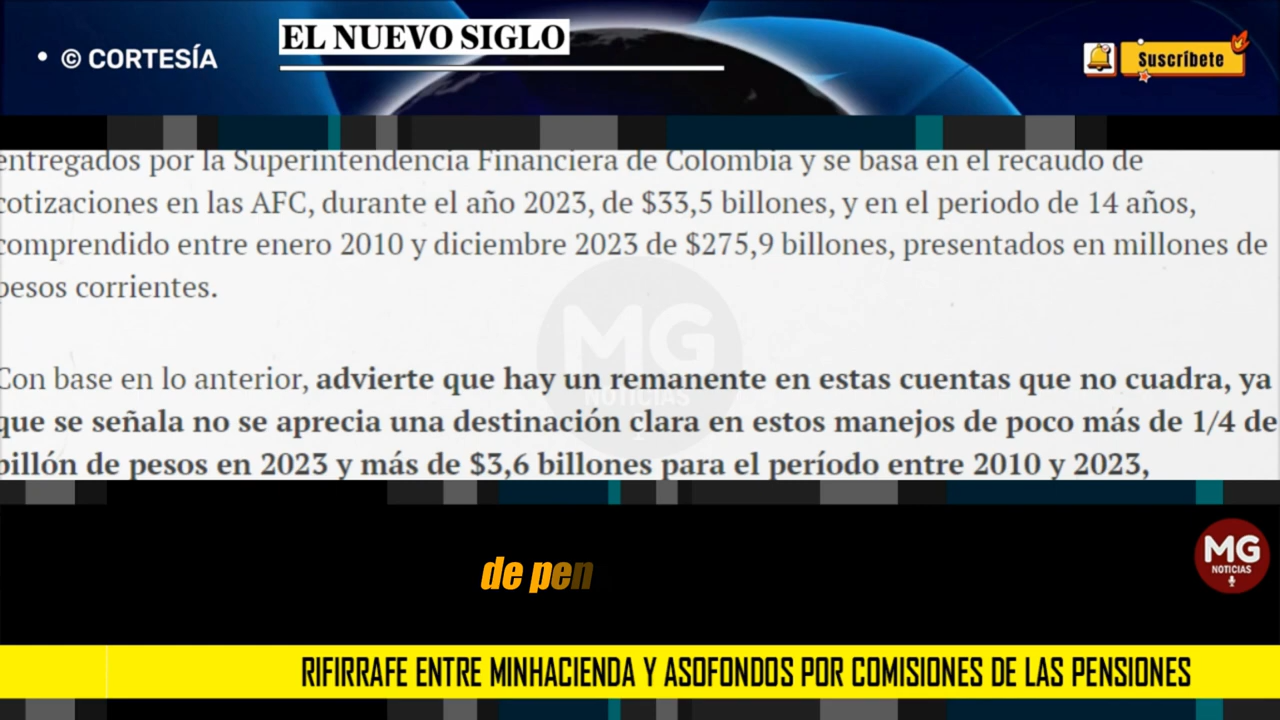 • © CORTESÍA
EL NUEVO SIGLO
Suscríbete
entregados por la Superintendencia Financiera de Colombia y se basa en el recaudo de
cotizaciones en las AFC, durante el año 2023, de $33,5 billones, y en el periodo de 14 años,
comprendido entre enero 2010 y diciembre 2023 de $275,9 billones, presentados en millones de
pesos corrientes.
Con base en lo anterior, advierte que hay un remanente en estas cuentas que no cuadra, ya
que se señala no se aprecia una destinación clara en estos manejos de poco más de 1/4 de
billón de pesos en 2023 y más de $3,6 billones para el período entre 2010 y 2023,
MG
NOTICIAS
de pen
MG
NOTICIAS
RIFIRRAFE ENTRE MINHACIENDA Y ASOFONDOS POR COMISIONES DE LAS PENSIONES